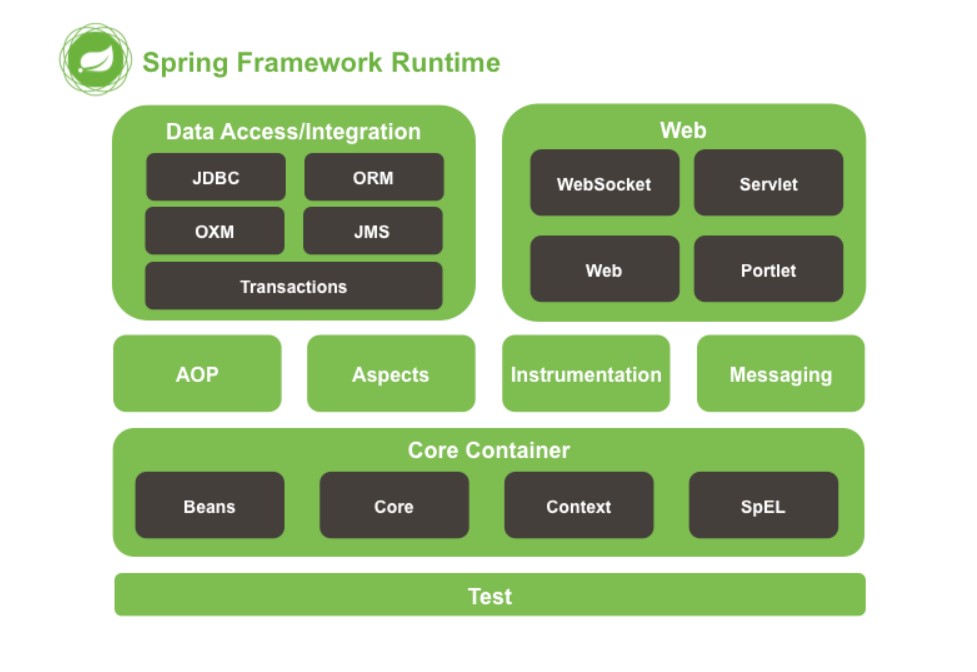 Spring Framework Runtime
Data Access/Integration
JDBC
ORM
OXM
JMS
Transactions
Web
WebSocket
Servlet
Web
Portlet
AOP
Aspects
Instrumentation
Messaging
Core Container
Beans
Core
Context
SpEL
Test